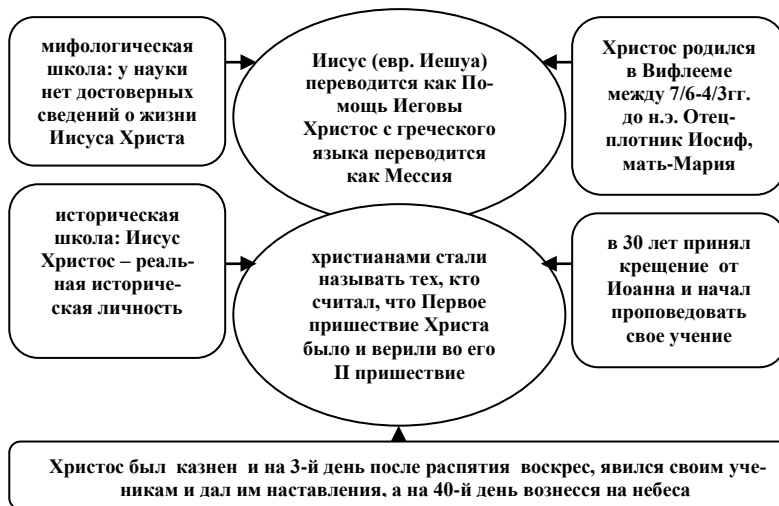 мифологическая
школа: у науки
нет достоверных
сведений о жизни
Иисуса Христа
Иисус (евр. Иешуа)
переводится как По-
мощь Иеговы
Христос с греческого
языка переводится
как Мессия
Христос родился
в Вифлееме
между 7/6-4/3гг.
до н.э. Отец-
плотник Иосиф,
мать-Мария
историческая
школа: Иисус
Христос – реаль-
ная историче-
ская личность
христианами стали
называть тех, кто
считал, что Первое
пришествие Христа
было и верили во его
II пришествие
в 30 лет принял
крещение от
Иоанна и начал
проповедовать
свое учение
Христос был казнен и на 3-й день после распятия воскрес, явился своим уче-
никам и дал им наставления, а на 40-й день вознесся на небеса